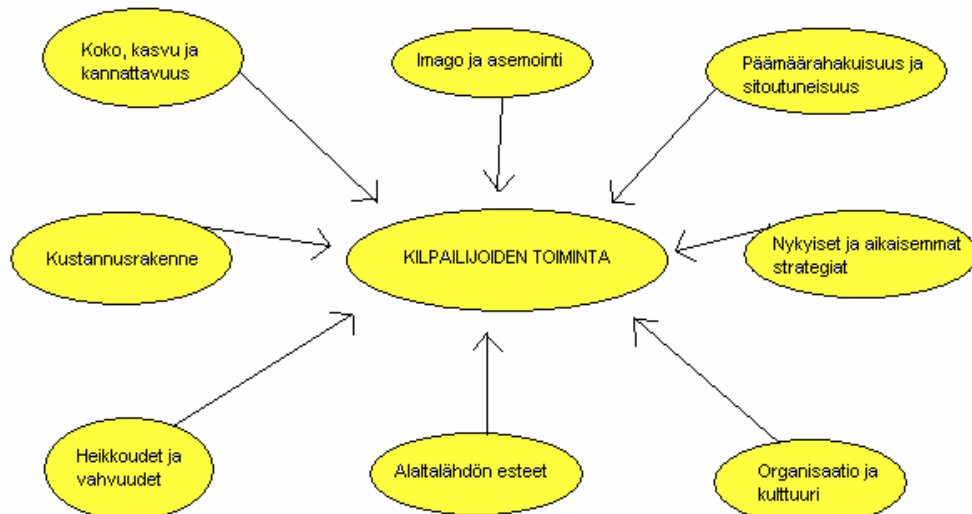 Koko, kasvu ja
kannattavuus
Imago ja asemointi
Päämäärahakuisuus ja
sitoutuneisuus
Kustannusrakenne
KILPAILIJOIDEN TOIMINTA
Nykyiset ja aikaisemmat
strategiat
Heikkoudet ja
vahvuudet
Alaltalähdön esteet
Organisaatio ja
kulttuuri